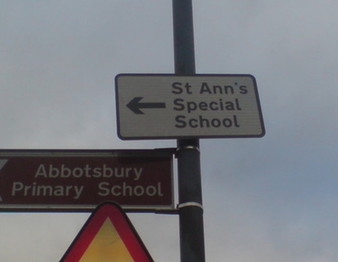 St Ann's
Special
School
Abbotsbury
Primary School